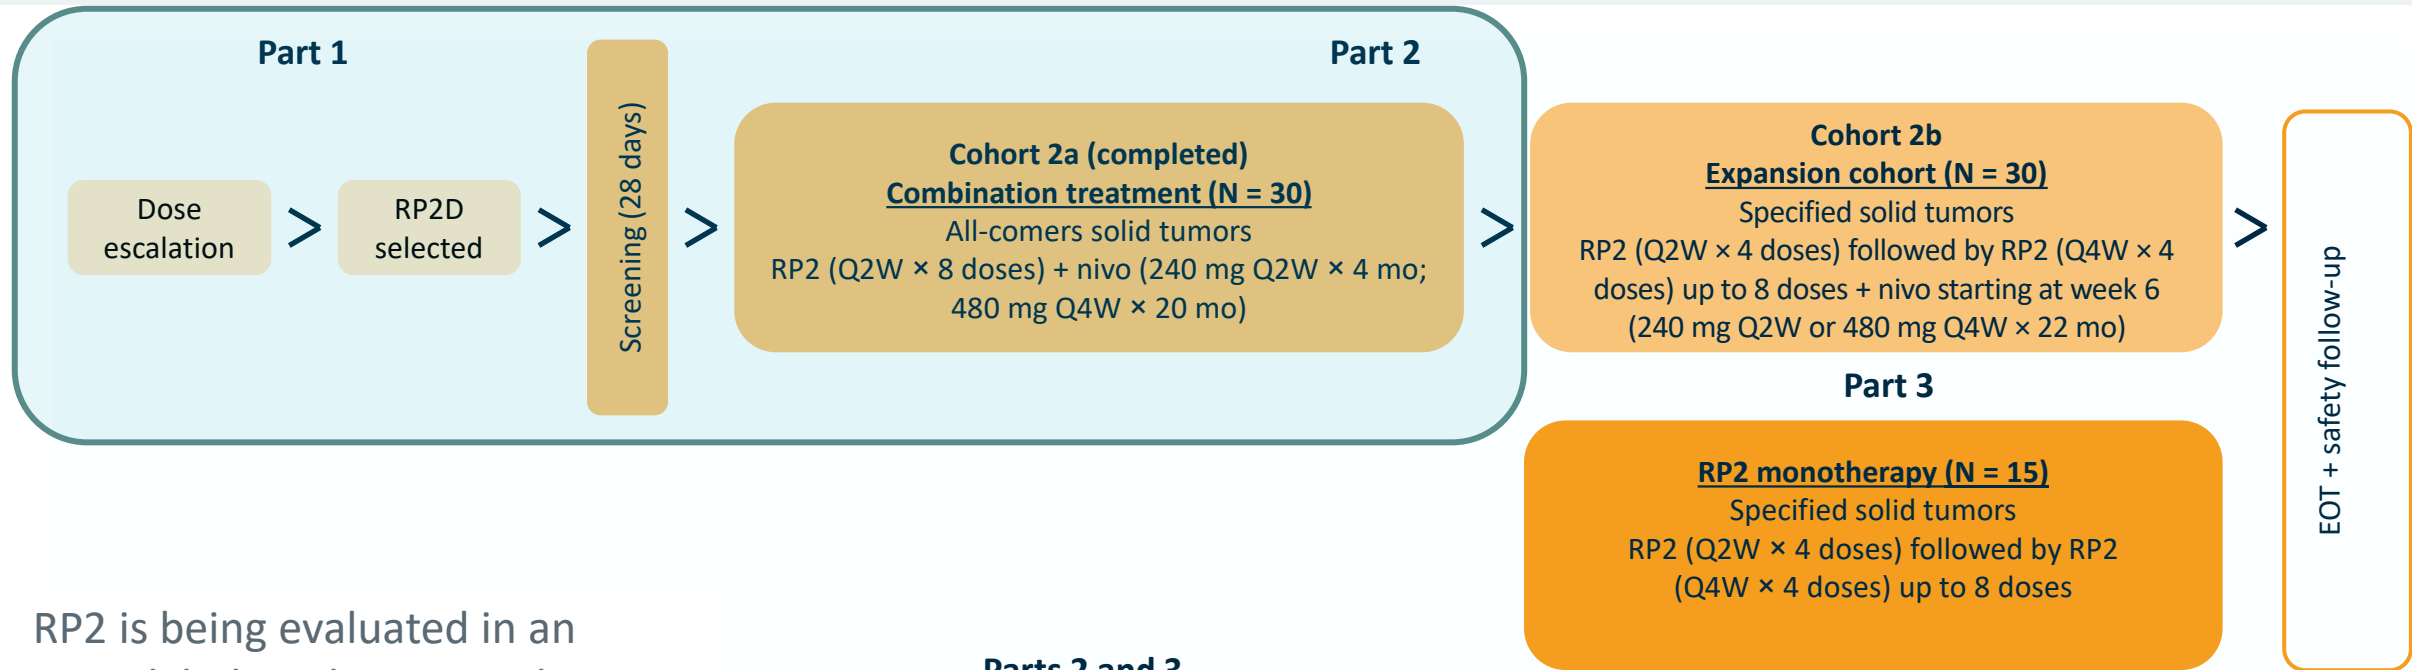 Part 1
Part 2
Dose
escalation
>
RP2D
selected
>
Screening (28 days)
>
Cohort 2a (completed)
Combination treatment (N = 30)
All-comers solid tumors
RP2 (Q2W × 8 doses) + nivo (240 mg Q2W × 4 mo;
480 mg Q4W × 20 mo)
>
Cohort 2b
Expansion cohort (N = 30)
Specified solid tumors
RP2 (Q2W × 4 doses) followed by RP2 (Q4W × 4
doses) up to 8 doses + nivo starting at week 6
(240 mg Q2W or 480 mg Q4W × 22 mo)
>
Part 3
RP2 monotherapy (N = 15)
Specified solid tumors
RP2 (Q2W × 4 doses) followed by RP2
(Q4W × 4 doses) up to 8 doses
EOT + safety follow-up
RP2 is being evaluated in an
Parts 2 and 3